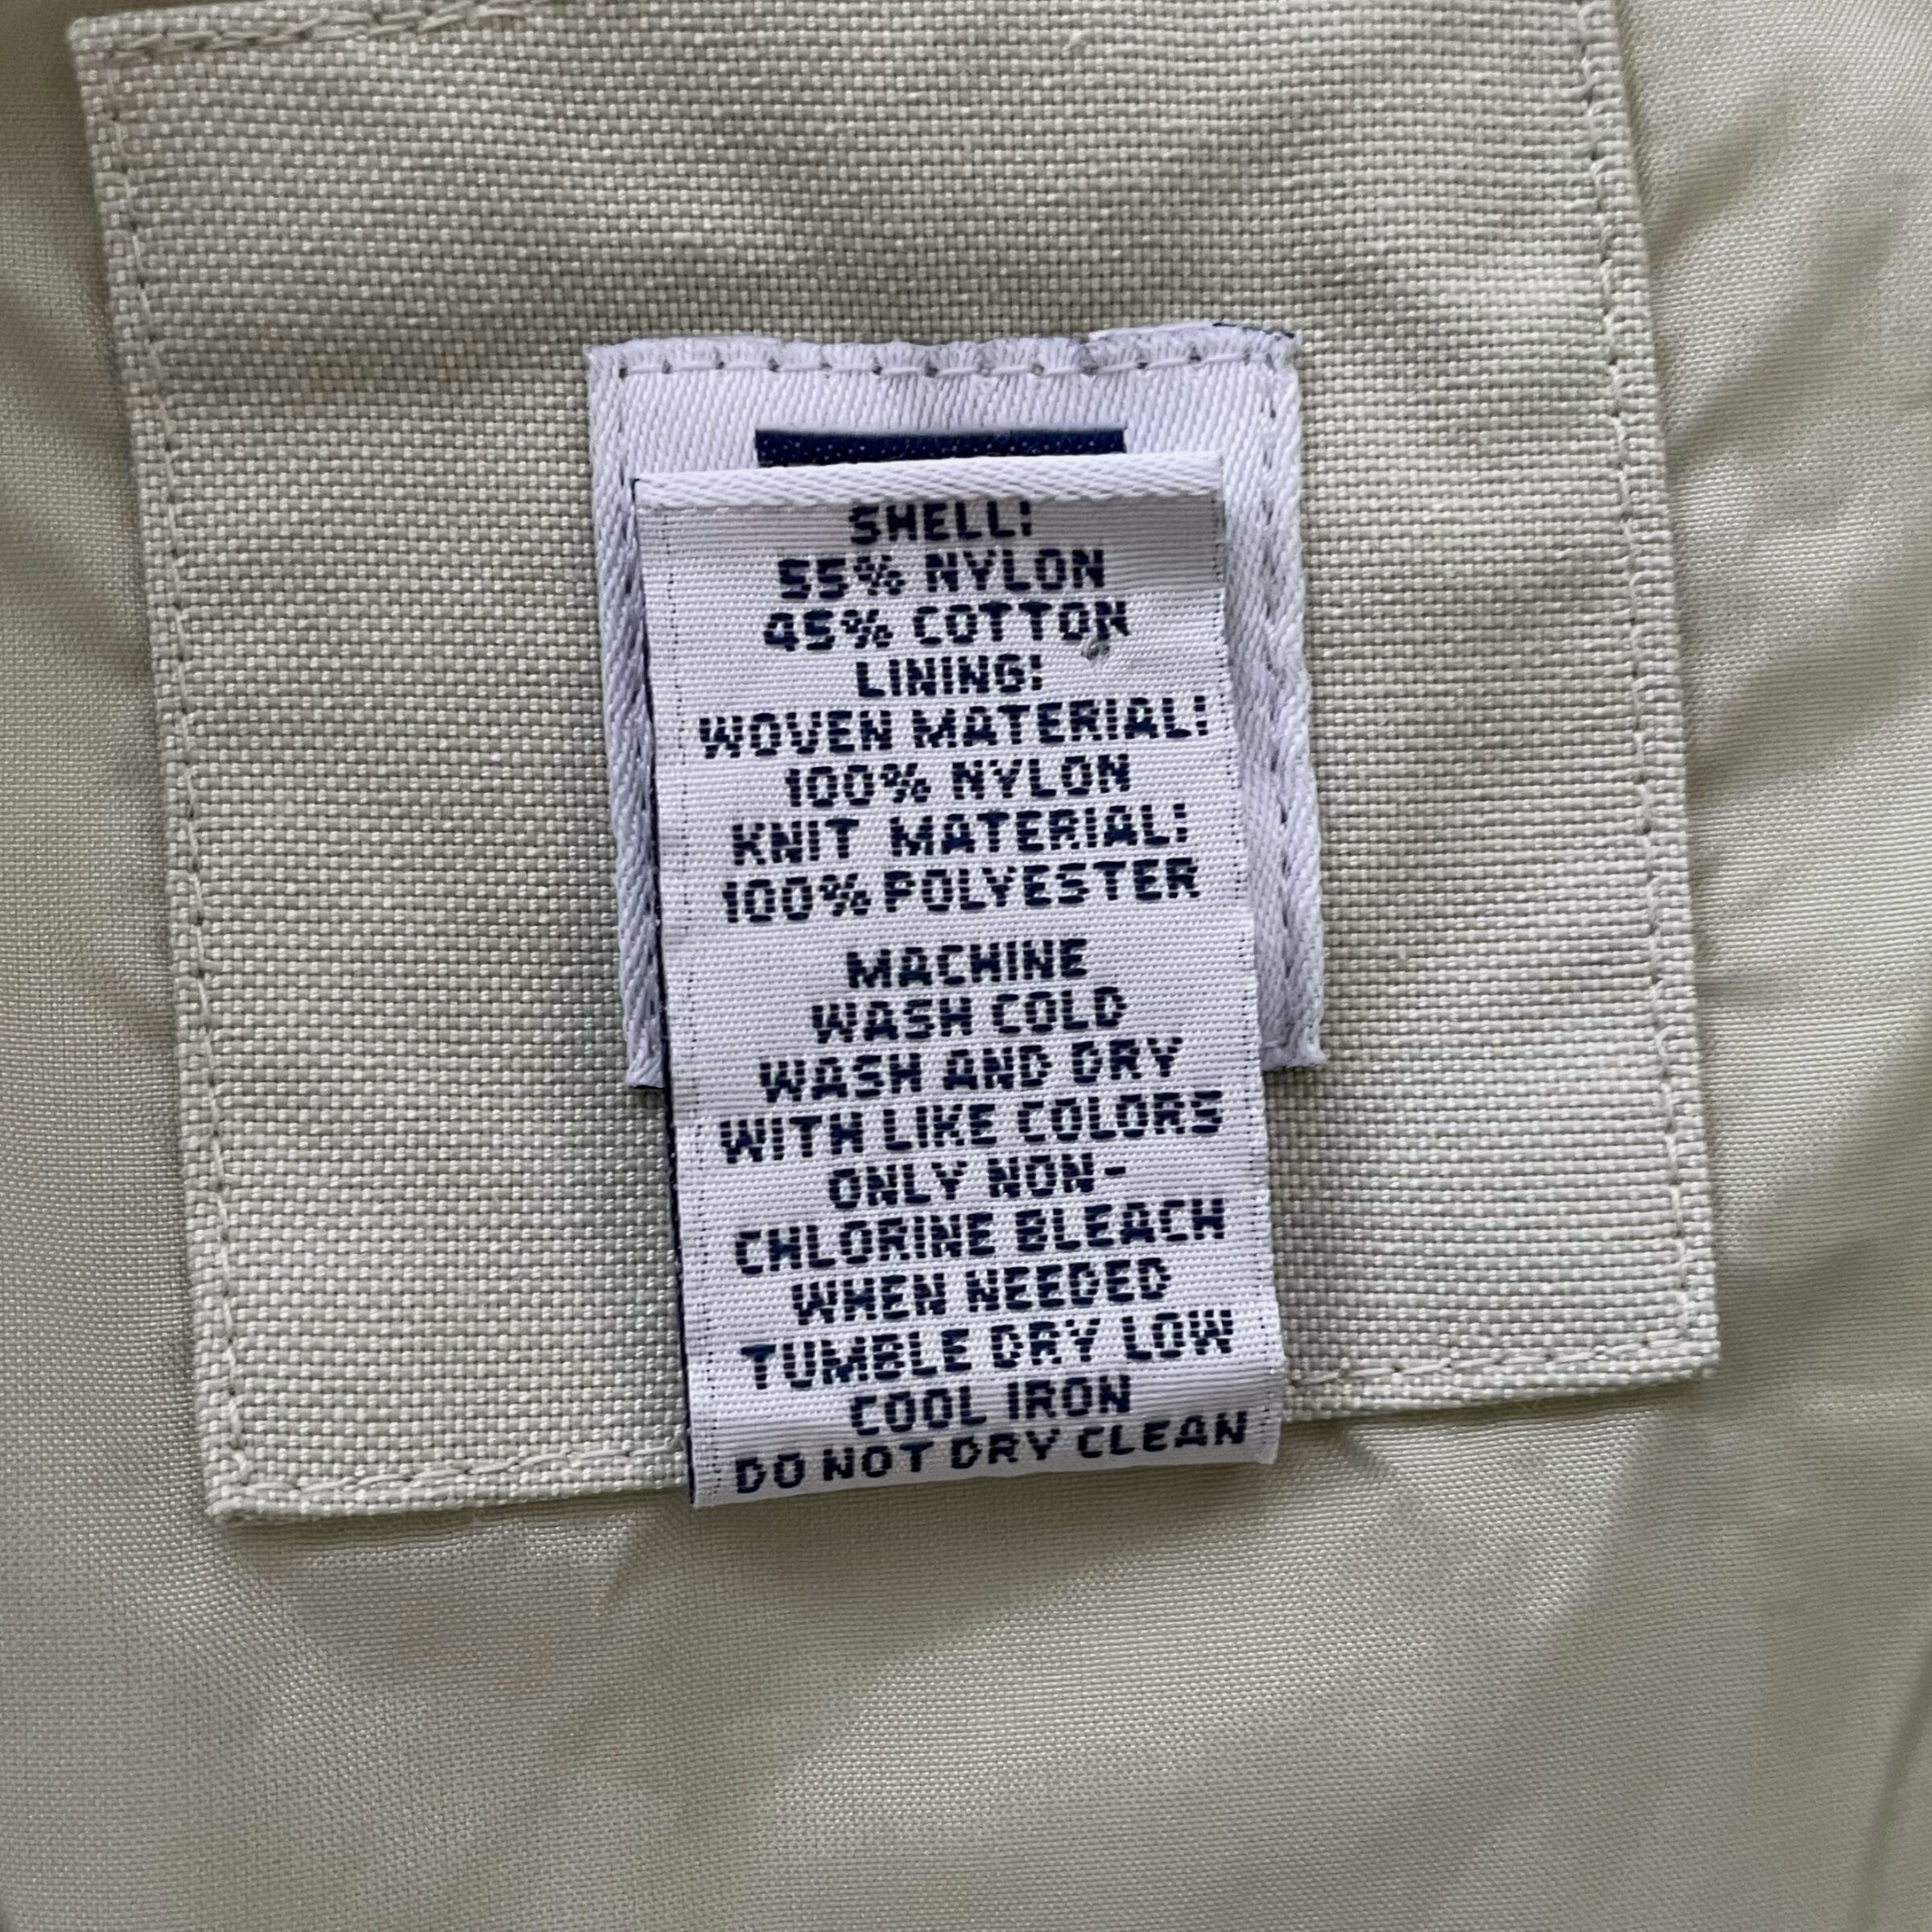 SHELL:
55% NYLON
45% COTTON
LINING:
WOVEN MATERIAL:
100% NYLON
KNIT MATERIAL:
100% POLYESTER
MACHINE
WASH COLD
WASH AND DRY
WITH LIKE COLORS
ONLY NON-
CHLORINE BLEACH
WHEN NEEDED
TUMBLE DRY LOW
COOL IRON
DO NOT DRY CLEAN